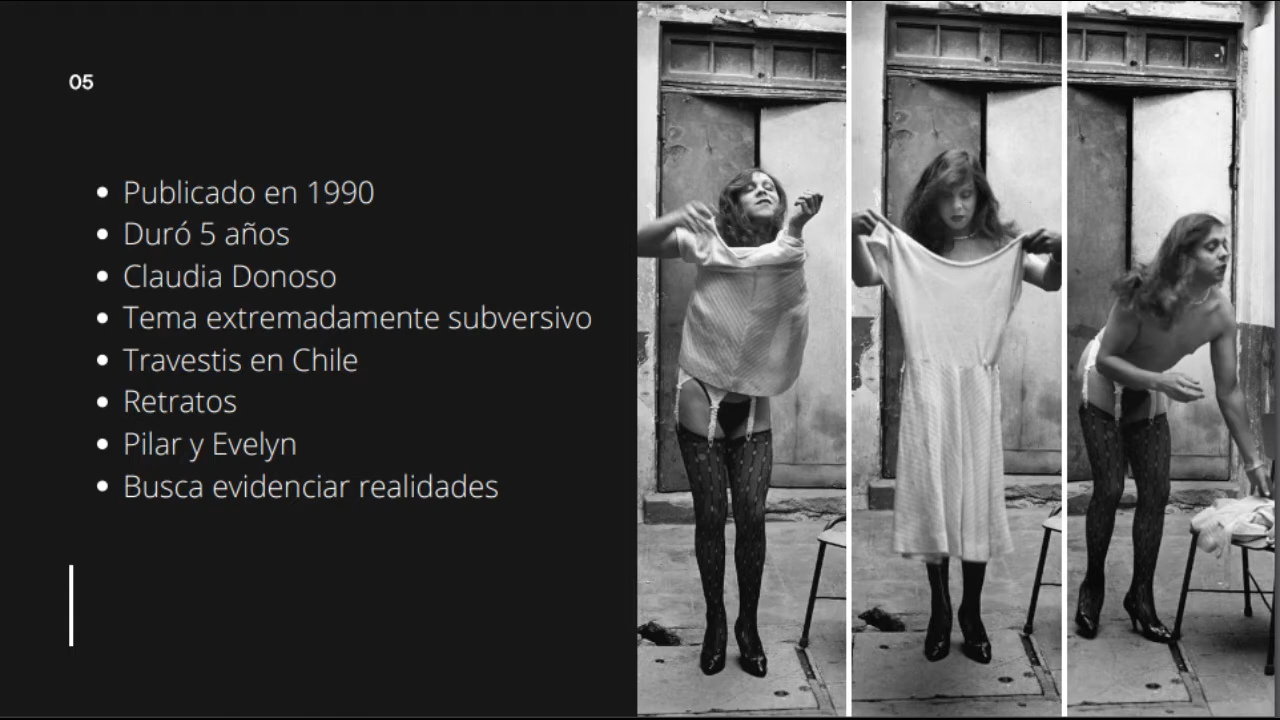 05
Publicado en 1990
Duró 5 años
Claudia Donoso
Tema extremadamente subversivo
Travestis en Chile
Retratos
Pilar y Evelyn
Busca evidenciar realidades